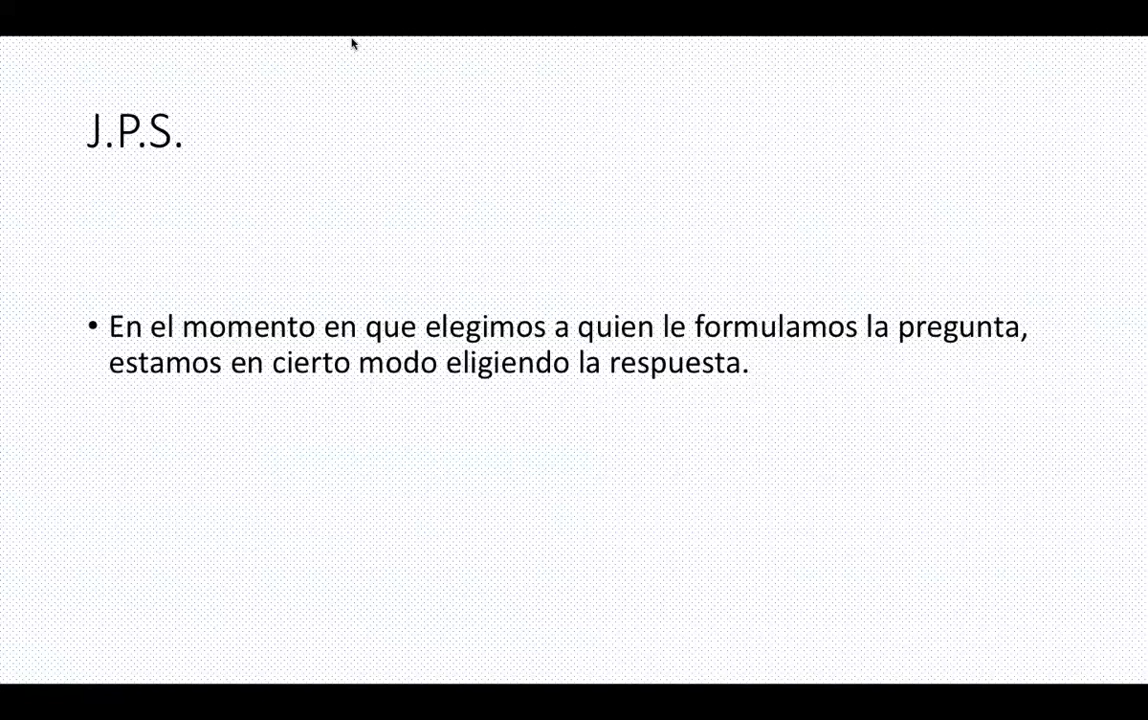 J.P.S.
• En el momento en que elegimos a quien le formulamos la pregunta,
estamos en cierto modo eligiendo la respuesta.